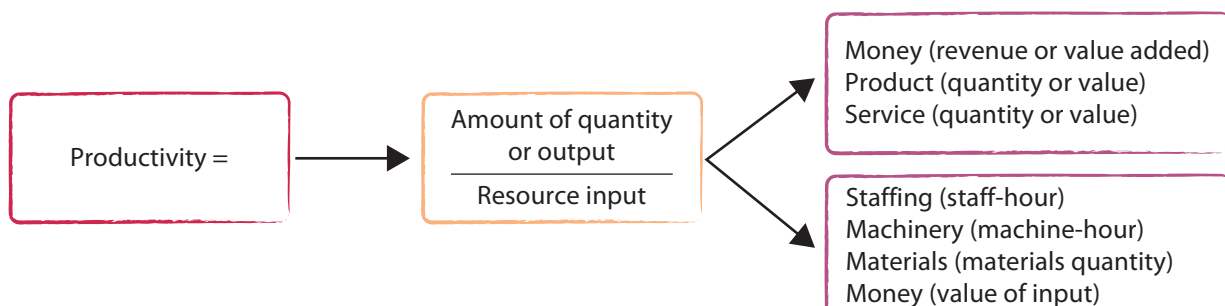 Productivity =
Amount of quantity
or output
Resource input
Money (revenue or value added)
Product (quantity or value)
Service (quantity or value)
Staffing (staff-hour)
Machinery (machine-hour)
Materials (materials quantity)
Money (value of input)